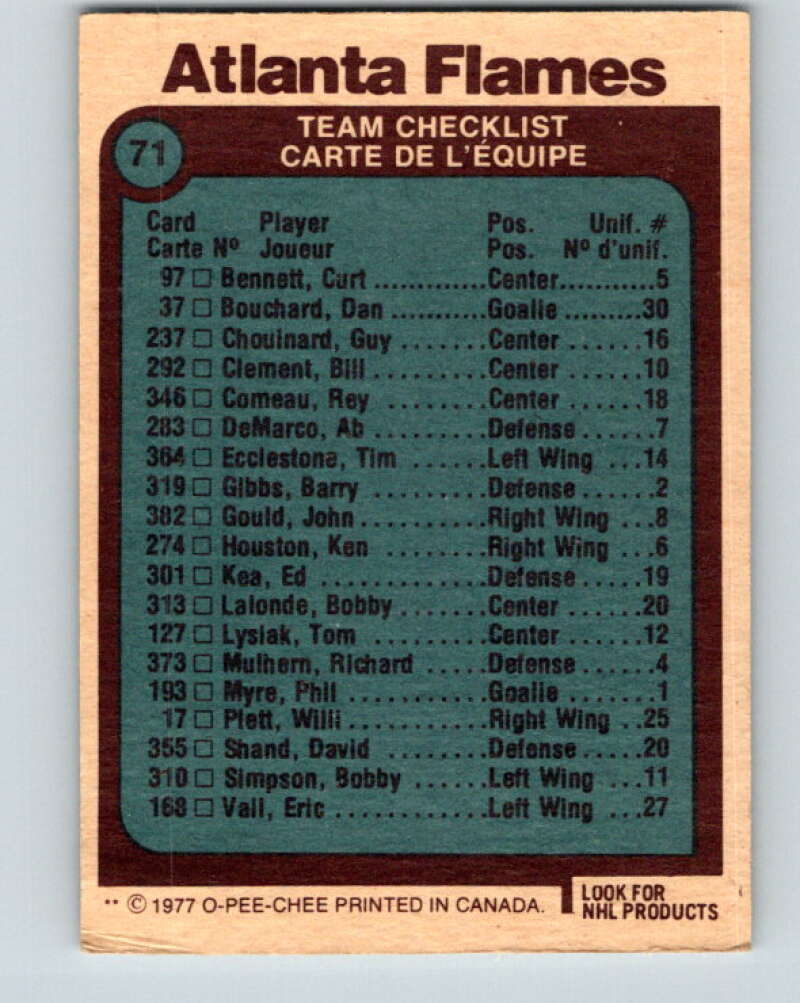 Atlanta Flames
71
TEAM CHECKLIST
CARTE DE L'ÉQUIPE
Card Player Pos. Unif. #
Carte Nº Joueur Pos. Nº d'unif.
97 □ Bennett, Curt .............Center...........5
37 □ Bouchard, Dan ...........Goalie .........30
237 □ Chouinard, Guy .......Center ......16
292 □ Clement, Bill ..........Center ......10
346 □ Comeau, Rey ........Center ......18
283 □ DeMarco, Ab ..........Defense ......7
364 □ Ecclestone, Tim ......Left Wing ...14
319 □ Gibbs, Barry .........Defense ......2
382 □ Gould, John ...........Right Wing ...8
274 □ Houston, Ken ........Right Wing ...6
301 □ Kea, Ed .............Defense .....19
313 □ Lalonde, Bobby .......Center ......20
127 □ Lysiak, Tom .........Center ......12
373 □ Mulhern, Richard .....Defense ......4
193 □ Myre, Phil ............Goalie .......1
17 □ Plett, Willi ...........Right Wing ..25
355 □ Shand, David ........Defense .....20
310 □ Simpson, Bobby ......Left Wing ...11
168 □ Vail, Eric .............Left Wing ...27
** © 1977 O-PEE-CHEE PRINTED IN CANADA.
LOOK FOR
NHL PRODUCTS